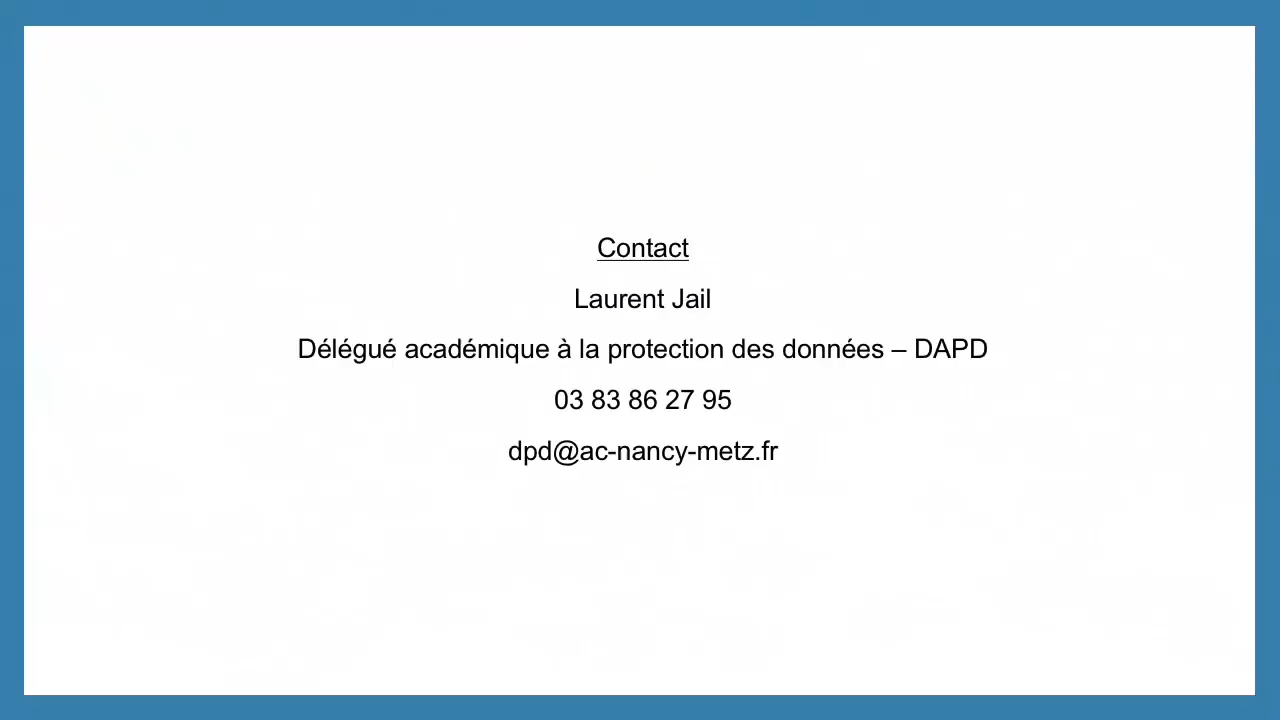 Contact
Laurent Jail
Délégué académique à la protection des données – DAPD
03 83 86 27 95
dpd@ac-nancy-metz.fr